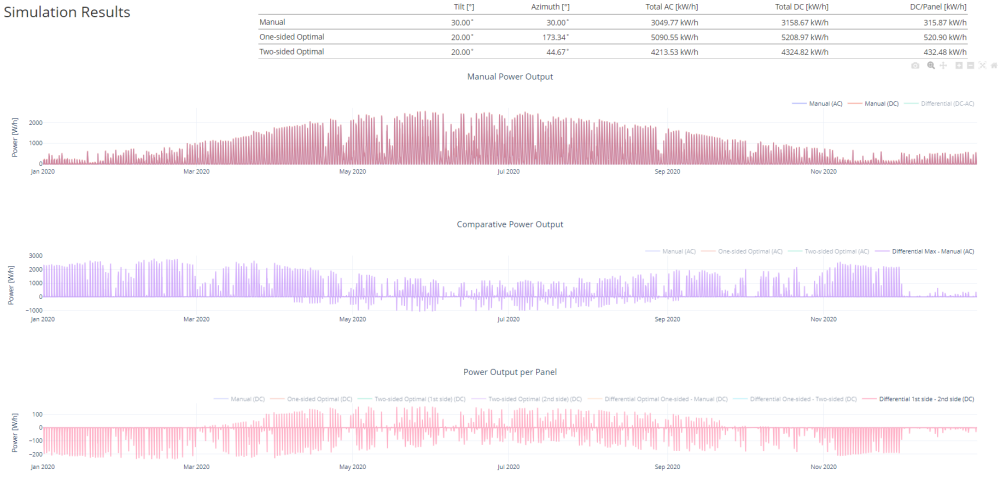 Simulation Results
Tilt [°] Azimuth [°] Total AC [kW/h] Total DC [kW/h] DC/Panel [kW/h]
Manual 30.00° 30.00° 3049.77 kW/h 3158.67 kW/h 315.87 kW/h
One-sided Optimal 20.00° 173.34° 5090.55 kW/h 5208.97 kW/h 520.90 kW/h
Two-sided Optimal 20.00° 44.67° 4213.53 kW/h 4324.82 kW/h 432.48 kW/h
Manual Power Output
Manual (AC) Manual (DC) Differential (DC-AC)
Power [W/h]
2000
1000
0
Jan 2020 Mar 2020 May 2020 Jul 2020 Sep 2020 Nov 2020
Comparative Power Output
Manual (AC) One-sided Optimal (AC) Two-sided Optimal (AC) Differential Max - Manual (AC)
Power [W/h]
3000
2000
1000
0
−1000
Jan 2020 Mar 2020 May 2020 Jul 2020 Sep 2020 Nov 2020
Power Output per Panel
Manual (DC) One-sided Optimal (DC) Two-sided Optimal (1st side) (DC) Two-sided Optimal (2nd side) (DC) Differential Optimal One-sided - Manual (DC) Differential One-sided - Two-sided (DC) Differential 1st side - 2nd side (DC)
Power [W/h]
100
0
−100
−200
Jan 2020 Mar 2020 May 2020 Jul 2020 Sep 2020 Nov 2020